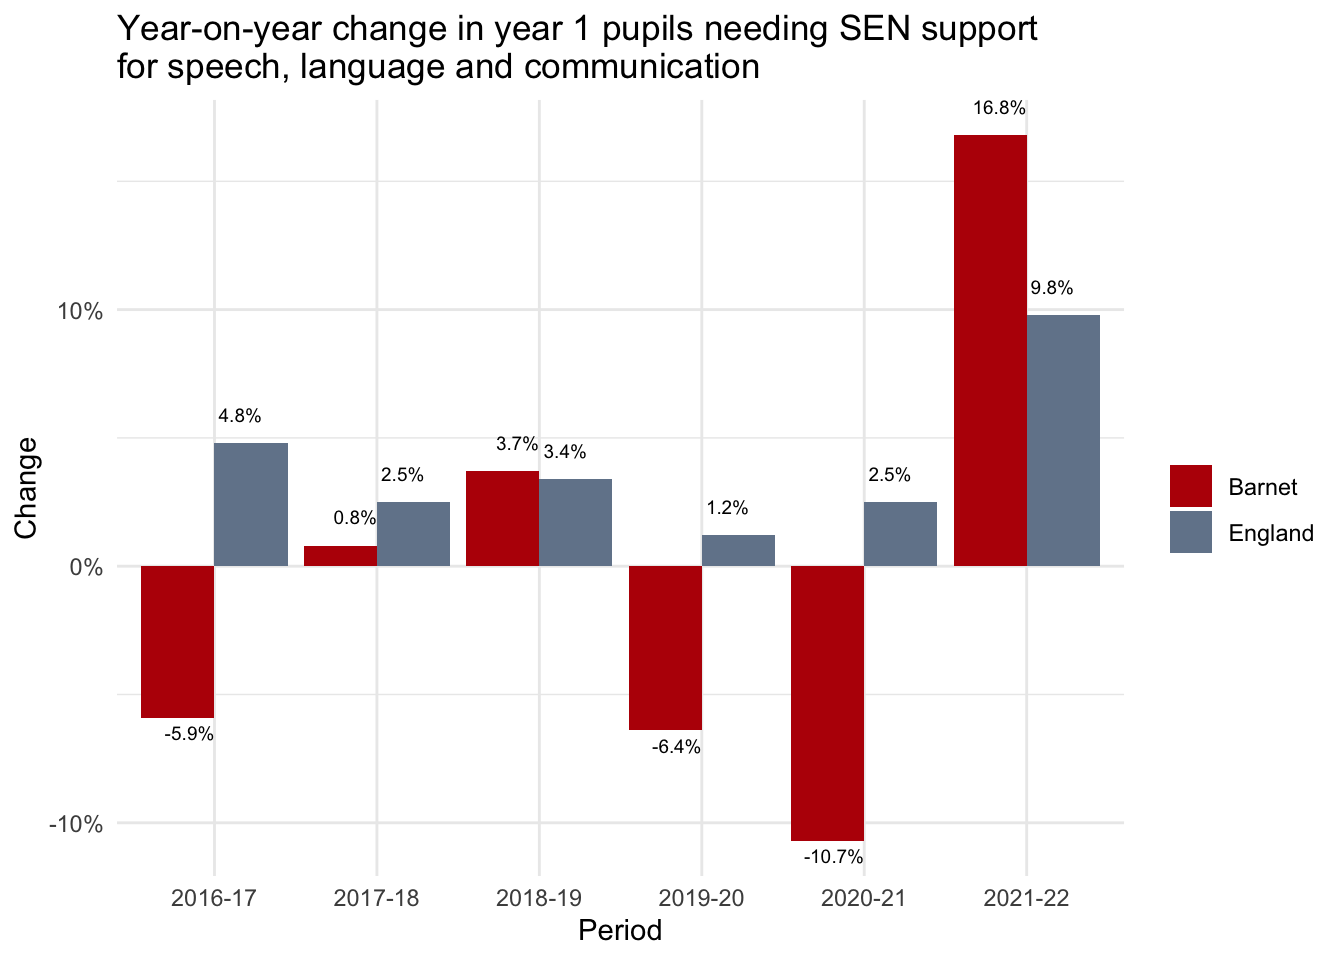 Year-on-year change in year 1 pupils needing SEN support
for speech, language and communication
16.8%
9.8%
10%
4.8%
3.7%
3.4%
2.5%
2.5%
0.8%
1.2%
Change
Barnet
England
0%
-5.9%
-6.4%
-10%
-10.7%
2016-17 2017-18 2018-19 2019-20 2020-21 2021-22
Period